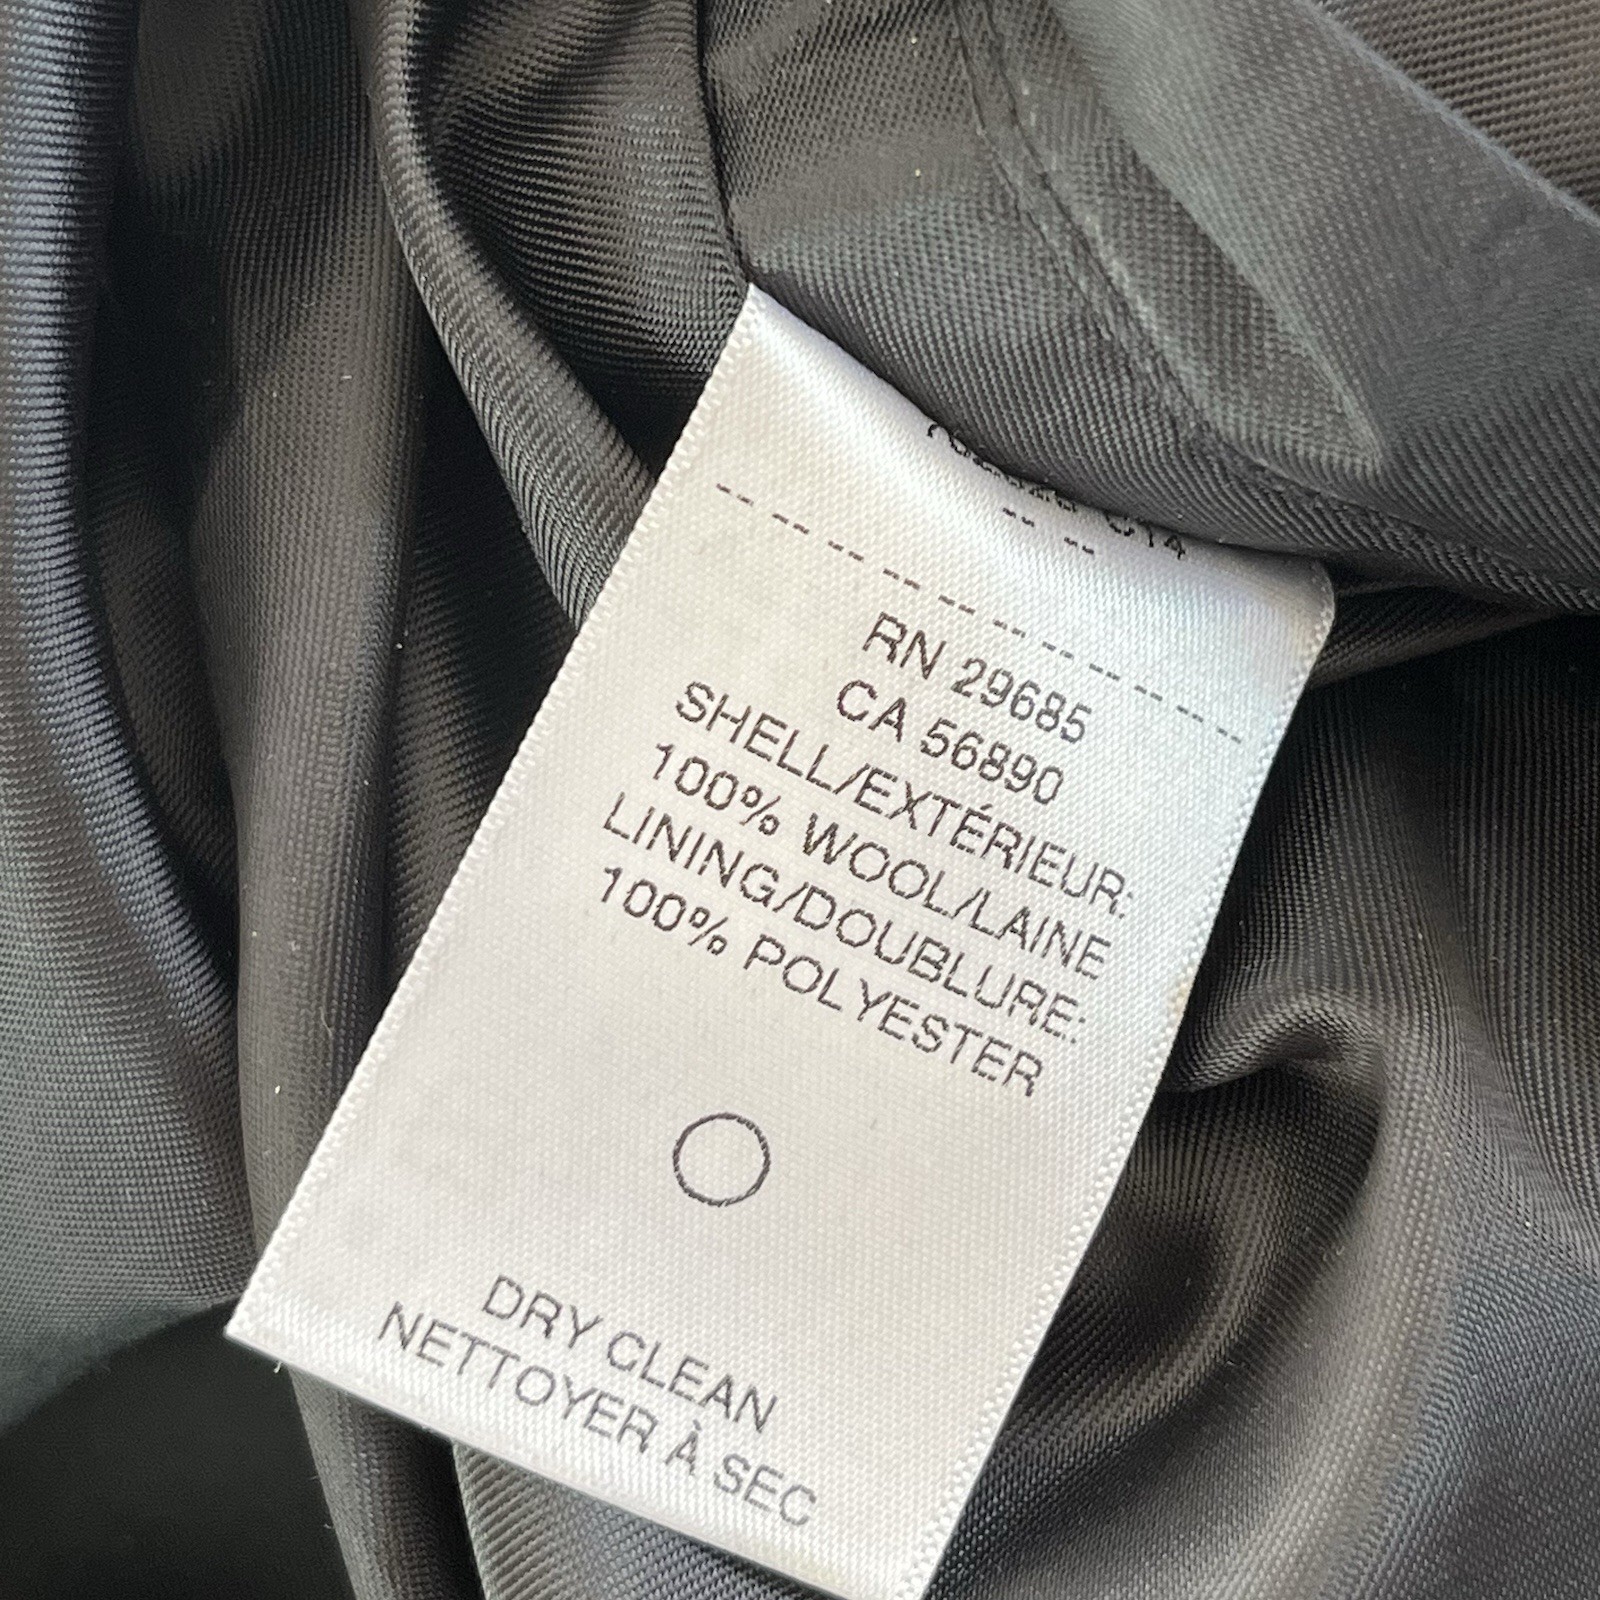 RN 29685
CA 56890
SHELL/EXTÉRIEUR:
100% WOOL/LAINE
LINING/DOUBLURE:
100% POLYESTER
DRY CLEAN
NETTOYER À SEC